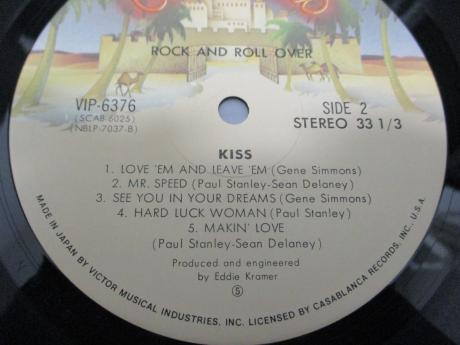 ROCK AND ROLL OVER
VIP-6376
(SCAB-6025)
(NBLP-7037-B)
SIDE 2
STEREO 33 1/3
KISS
1. LOVE 'EM AND LEAVE 'EM (Gene Simmons)
2. MR. SPEED (Paul Stanley-Sean Delaney)
3. SEE YOU IN YOUR DREAMS (Gene Simmons)
4. HARD LUCK WOMAN (Paul Stanley)
5. MAKIN' LOVE
(Paul Stanley-Sean Delaney)
Produced and engineered
by Eddie Kramer
S
MADE IN JAPAN BY VICTOR MUSICAL INDUSTRIES, INC. LICENSED BY CASABLANCA RECORDS, INC., U.S.A.